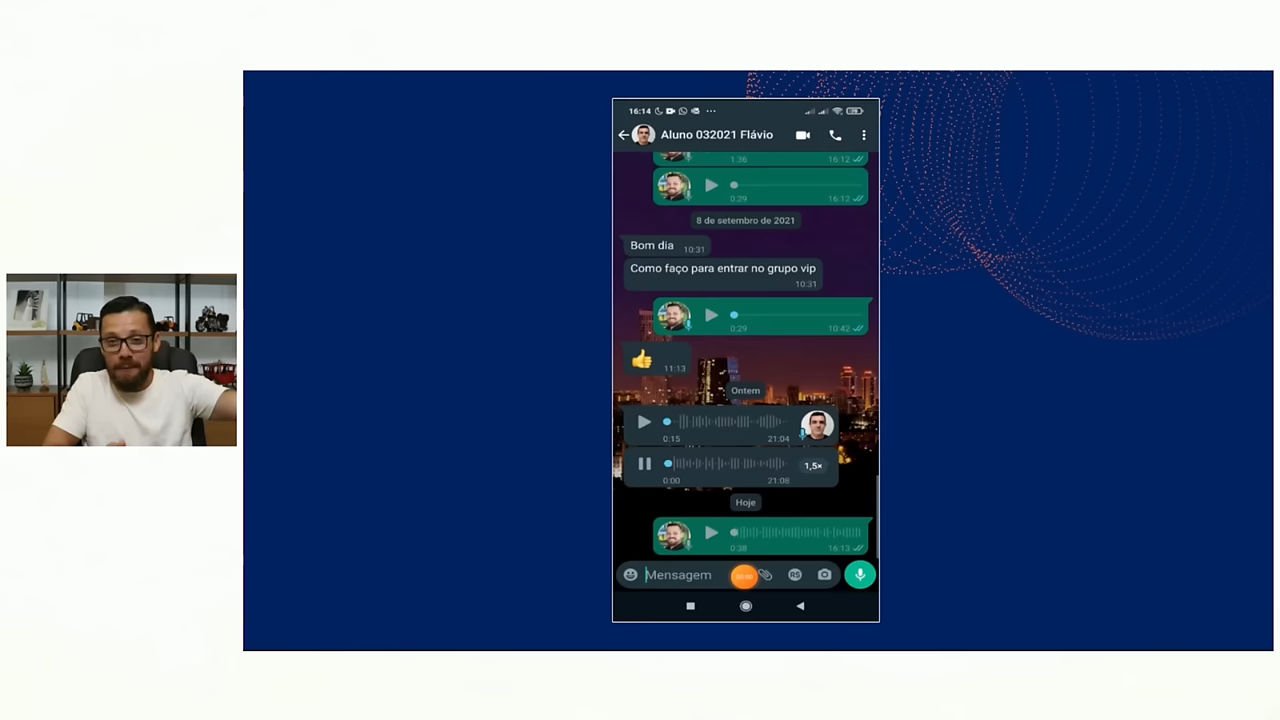 16:14
Aluno 032021 Flávio
1:36 16:12
0:29 16:12
8 de setembro de 2021
Bom dia 10:31
Como faço para entrar no grupo vip
10:31
0:29 10:42
11:13
Ontem
0:15 21:04
1,5×
0:00 21:08
Hoje
0:38 16:13
Mensagem